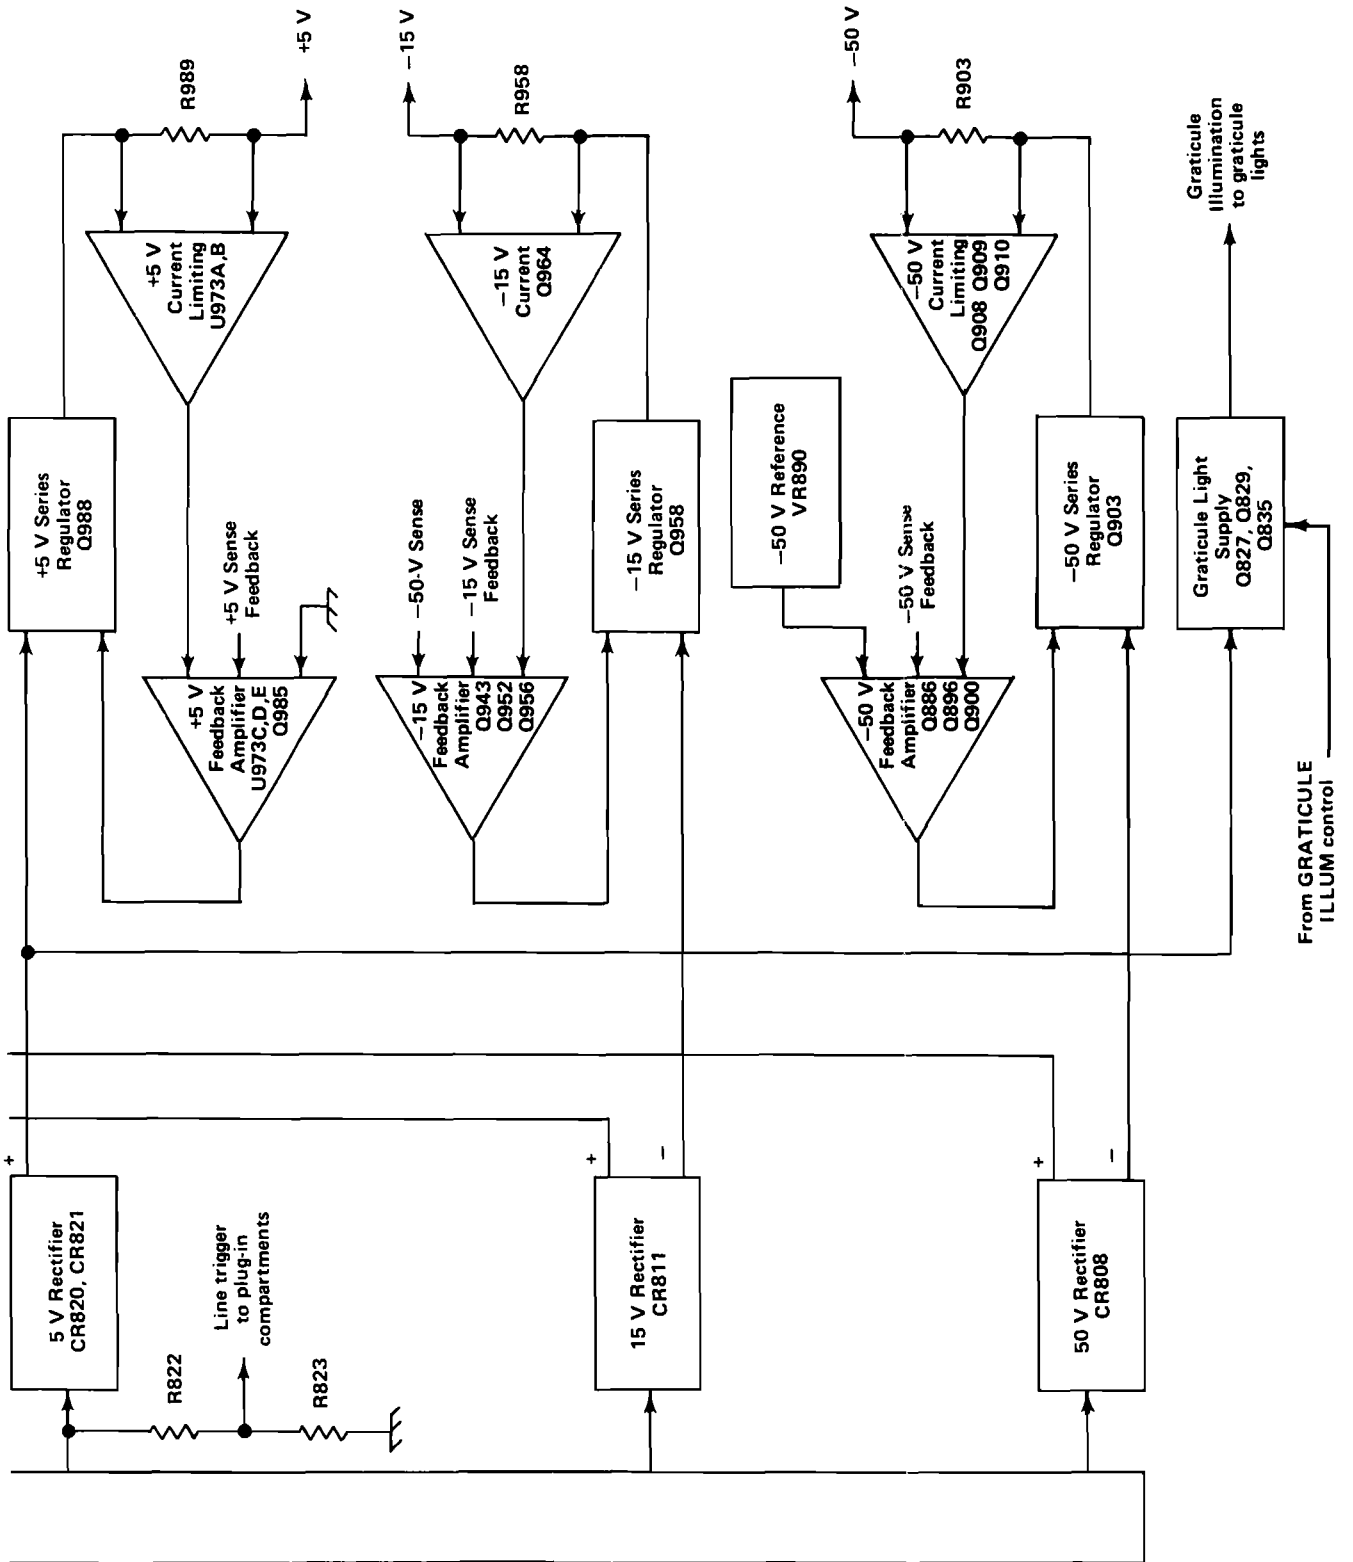 5 V Rectifier
CR820, CR821
+
R822
Line trigger
to plug-in
compartments
R823
15 V Rectifier
CR811
+
−
50 V Rectifier
CR808
+
−
+5 V Series
Regulator
Q988
+5 V
Feedback
Amplifier
U973C,D,E
Q985
+5 V Sense
Feedback
+5 V
Current
Limiting
U973A,B
R989
+5 V
−15 V
Feedback
Amplifier
Q943
Q952
Q956
−50-V Sense
−15 V Sense
Feedback
−15 V Series
Regulator
Q958
−15 V
Current
Q964
R958
−15 V
−50 V Reference
VR890
−50 V
Feedback
Amplifier
Q886
Q896
Q900
−50 V Sense
Feedback
−50 V Series
Regulator
Q903
−50 V
Current
Limiting
Q908 Q909
Q910
R903
−50 V
Graticule Light
Supply
Q827, Q829,
Q835
Graticule
Illumination
to graticule
lights
From GRATICULE
ILLUM control